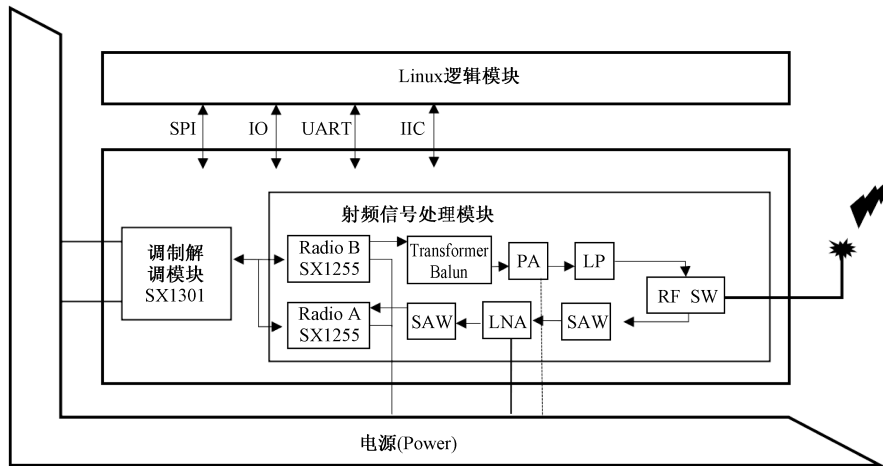 Linux逻辑模块
SPI
IO
UART
IIC
射频信号处理模块
调制解
调模块
SX1301
Radio B
SX1255
Transformer
Balun
PA
LP
RF SW
Radio A
SX1255
SAW
LNA
SAW
电源(Power)